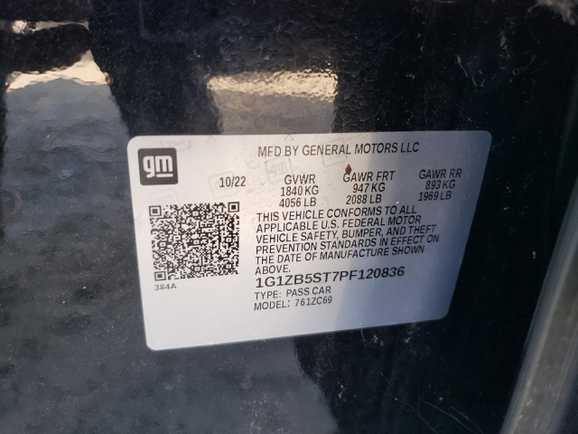 gm
MFD BY GENERAL MOTORS LLC
10/22 GVWR GAWR FRT GAWR RR
1840 KG 947 KG 893 KG
4056 LB 2088 LB 1969 LB
THIS VEHICLE CONFORMS TO ALL
APPLICABLE U.S. FEDERAL MOTOR
VEHICLE SAFETY, BUMPER, AND THEFT
PREVENTION STANDARDS IN EFFECT ON
THE DATE OF MANUFACTURE SHOWN
ABOVE.
384A
1G1ZB5ST7PF120836
TYPE: PASS CAR
MODEL: 761ZC69